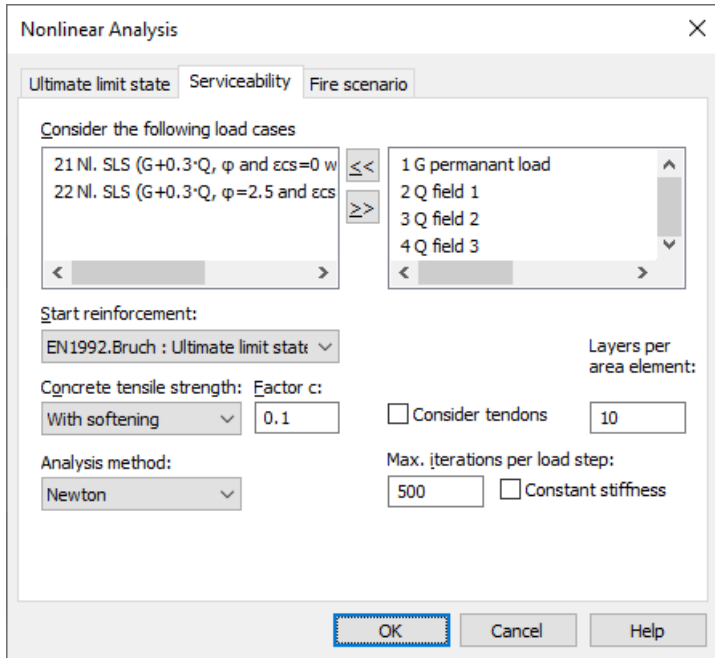 Nonlinear Analysis
Ultimate limit state Serviceability Fire scenario
Consider the following load cases
21 Nl. SLS (G+0.3·Q, φ and εcs=0 w
22 Nl. SLS (G+0.3·Q, φ=2.5 and εcs
<<
>>
1 G permanant load
2 Q field 1
3 Q field 2
4 Q field 3
Start reinforcement:
EN1992.Bruch : Ultimate limit state
Layers per
area element:
Concrete tensile strength: Factor c:
With softening 0.1 Consider tendons 10
Analysis method: Max. iterations per load step:
Newton 500 Constant stiffness
OK Cancel Help